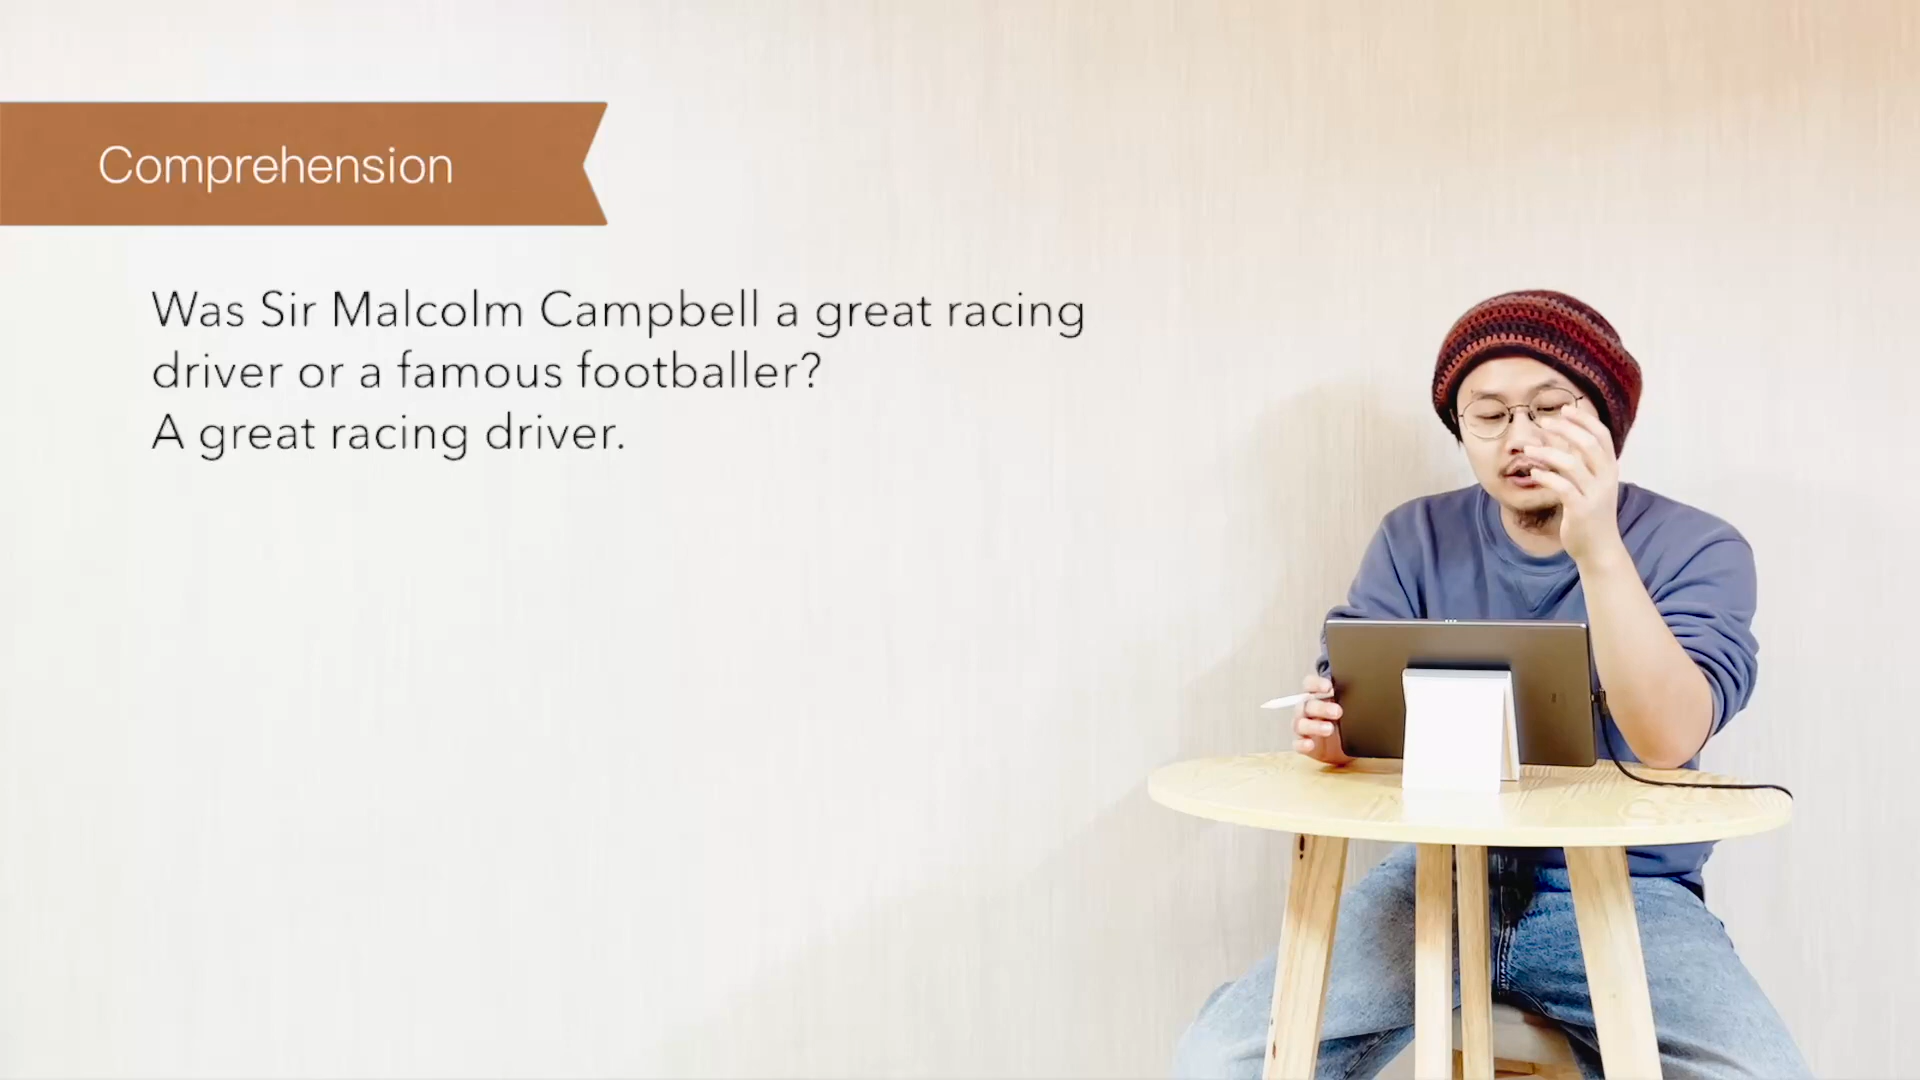 Comprehension
Was Sir Malcolm Campbell a great racing
driver or a famous footballer?
A great racing driver.